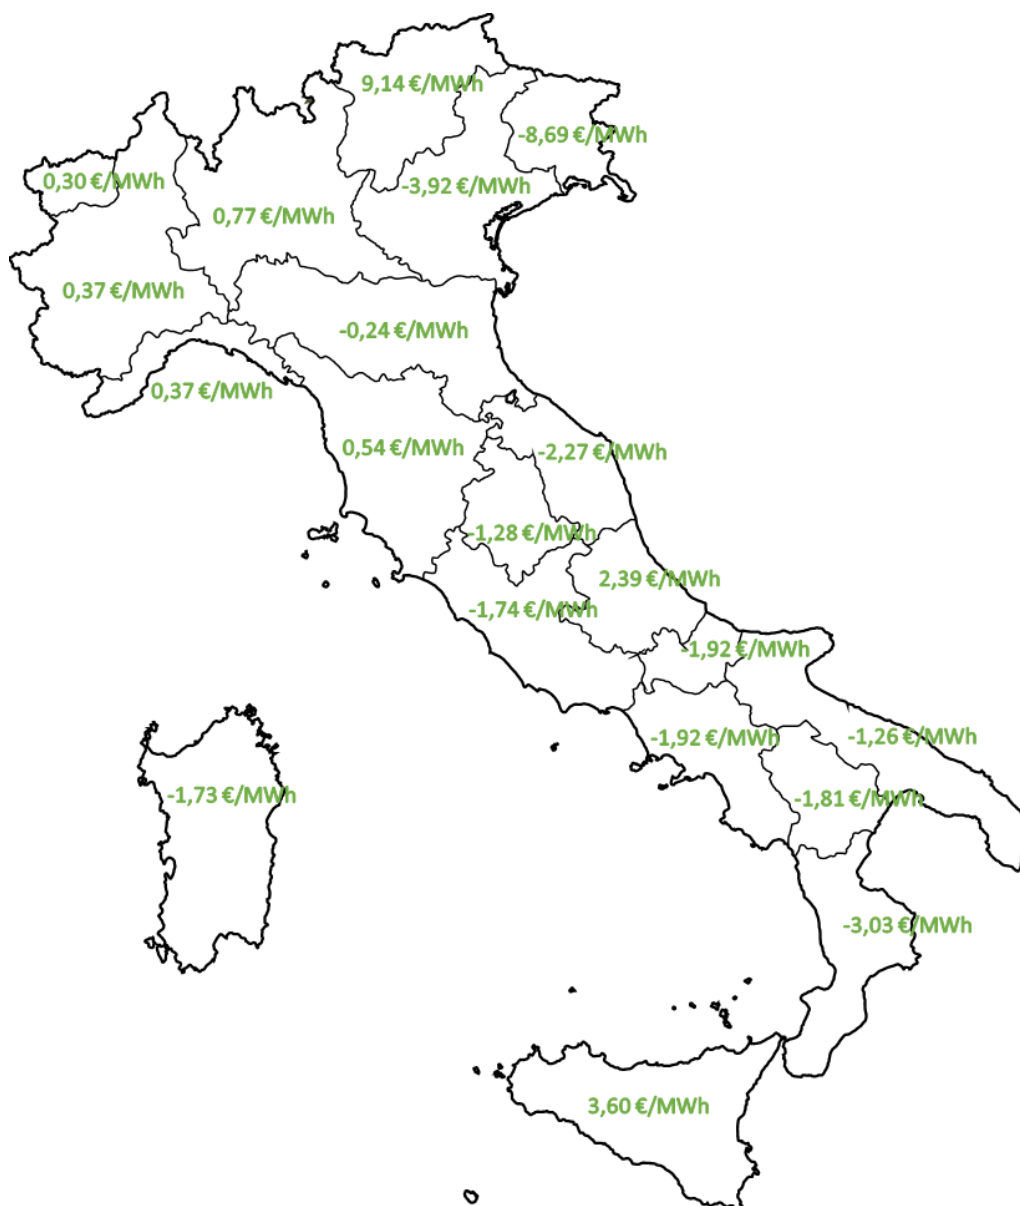 9,14 €/MWh
-8,69 €/MWh
0,30 €/MWh
-3,92 €/MWh
0,77 €/MWh
0,37 €/MWh
-0,24 €/MWh
0,37 €/MWh
0,54 €/MWh
-2,27 €/MWh
-1,28 €/MWh
2,39 €/MWh
-1,74 €/MWh
-1,92 €/MWh
-1,92 €/MWh
-1,26 €/MWh
-1,73 €/MWh
-1,81 €/MWh
-3,03 €/MWh
3,60 €/MWh